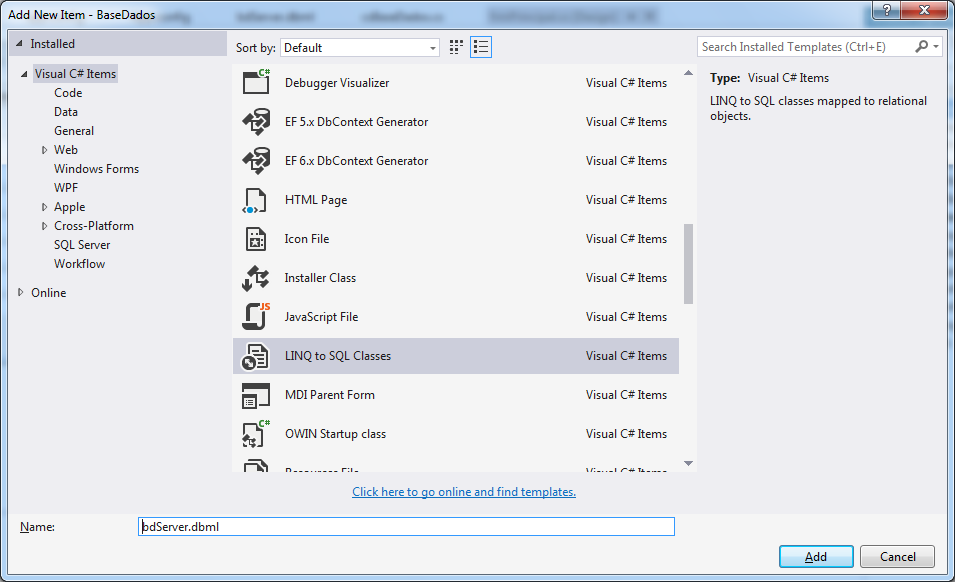 Add New Item - BaseDados
Installed
Sort by: Default
Search Installed Templates (Ctrl+E)
Visual C# Items
Code
Data
General
Web
Windows Forms
WPF
Apple
Cross-Platform
SQL Server
Workflow
Online
Debugger Visualizer Visual C# Items
EF 5.x DbContext Generator Visual C# Items
EF 6.x DbContext Generator Visual C# Items
HTML Page Visual C# Items
Icon File Visual C# Items
Installer Class Visual C# Items
JavaScript File Visual C# Items
LINQ to SQL Classes Visual C# Items
MDI Parent Form Visual C# Items
OWIN Startup class Visual C# Items
Resources File Visual C# Items
Type: Visual C# Items
LINQ to SQL classes mapped to relational
objects.
Click here to go online and find templates.
Name: bdServer.dbml
Add Cancel